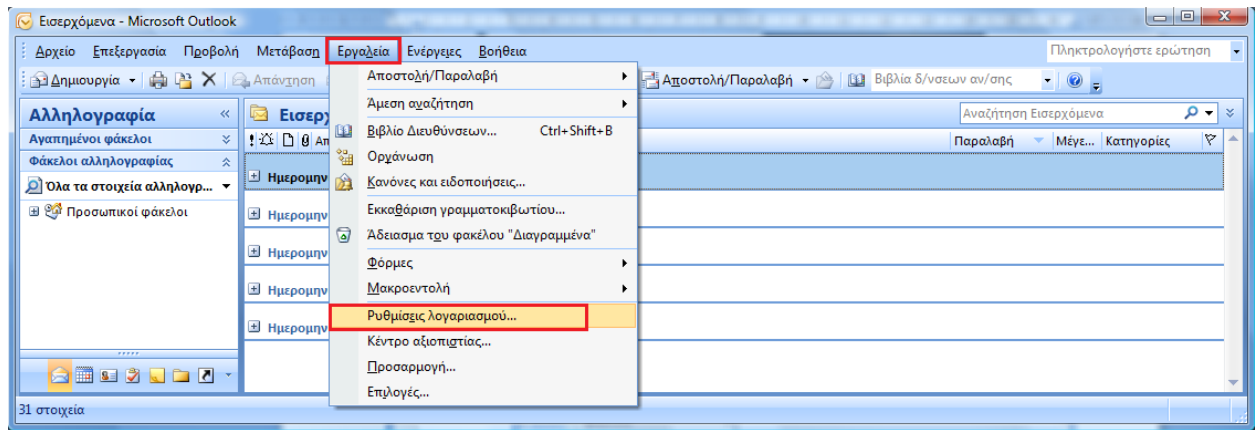 Εισερχόμενα - Microsoft Outlook
Αρχείο Επεξεργασία Προβολή Μετάβαση Εργαλεία Ενέργειες Βοήθεια Πληκτρολογήστε ερώτηση
Δημιουργία Απάντηση Αποστολή/Παραλαβή Βιβλία δ/νσεων αν/σης
Αλληλογραφία
Αγαπημένοι φάκελοι
Φάκελοι αλληλογραφίας
Όλα τα στοιχεία αλληλογρ...
Προσωπικοί φάκελοι
Εισερχ
Αναζήτηση Εισερχόμενα
Απ
Παραλαβή Μέγε... Κατηγορίες
Ημερομην
Ημερομην
Ημερομην
Ημερομην
Ημερομην
Αποστολή/Παραλαβή
Άμεση αναζήτηση
Βιβλίο Διευθύνσεων... Ctrl+Shift+B
Οργάνωση
Κανόνες και ειδοποιήσεις...
Εκκαθάριση γραμματοκιβωτίου...
Άδειασμα του φακέλου "Διαγραμμένα"
Φόρμες
Μακροεντολή
Ρυθμίσεις λογαριασμού...
Κέντρο αξιοπιστίας...
Προσαρμογή...
Επιλογές...
31 στοιχεία